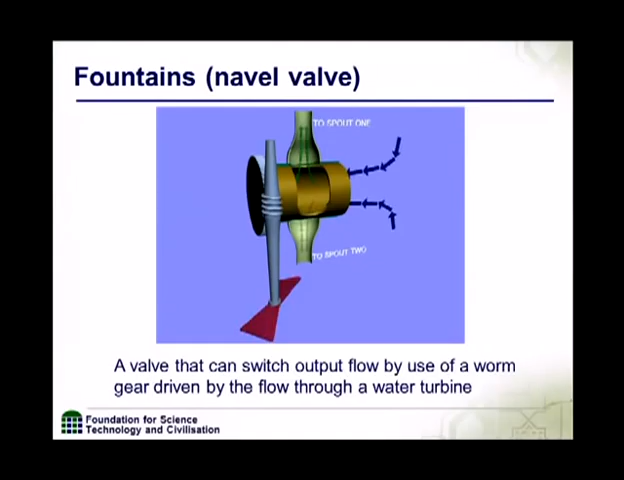 Fountains (navel valve)
TO SPOUT ONE
TO SPOUT TWO
A valve that can switch output flow by use of a worm
gear driven by the flow through a water turbine
Foundation for Science
Technology and Civilisation